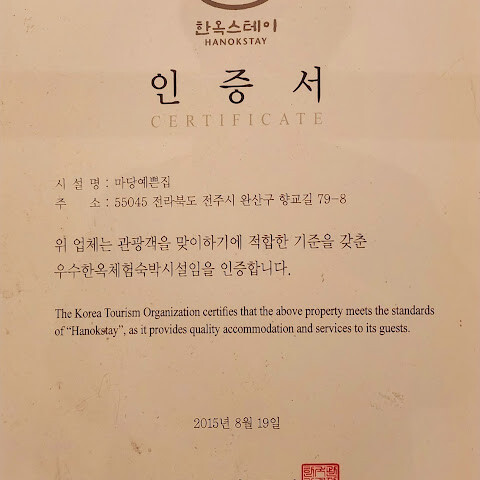 한옥스테이
HANOKSTAY
인 증 서
CERTIFICATE
시 설 명 : 마당예쁜집
주 소 : 55045 전라북도 전주시 완산구 향교길 79-8
위 업체는 관광객을 맞이하기에 적합한 기준을 갖춘
우수한옥체험숙박시설임을 인증합니다.
The Korea Tourism Organization certifies that the above property meets the standards
of "Hanokstay", as it provides quality accommodation and services to its guests.
2015년 8월 19일